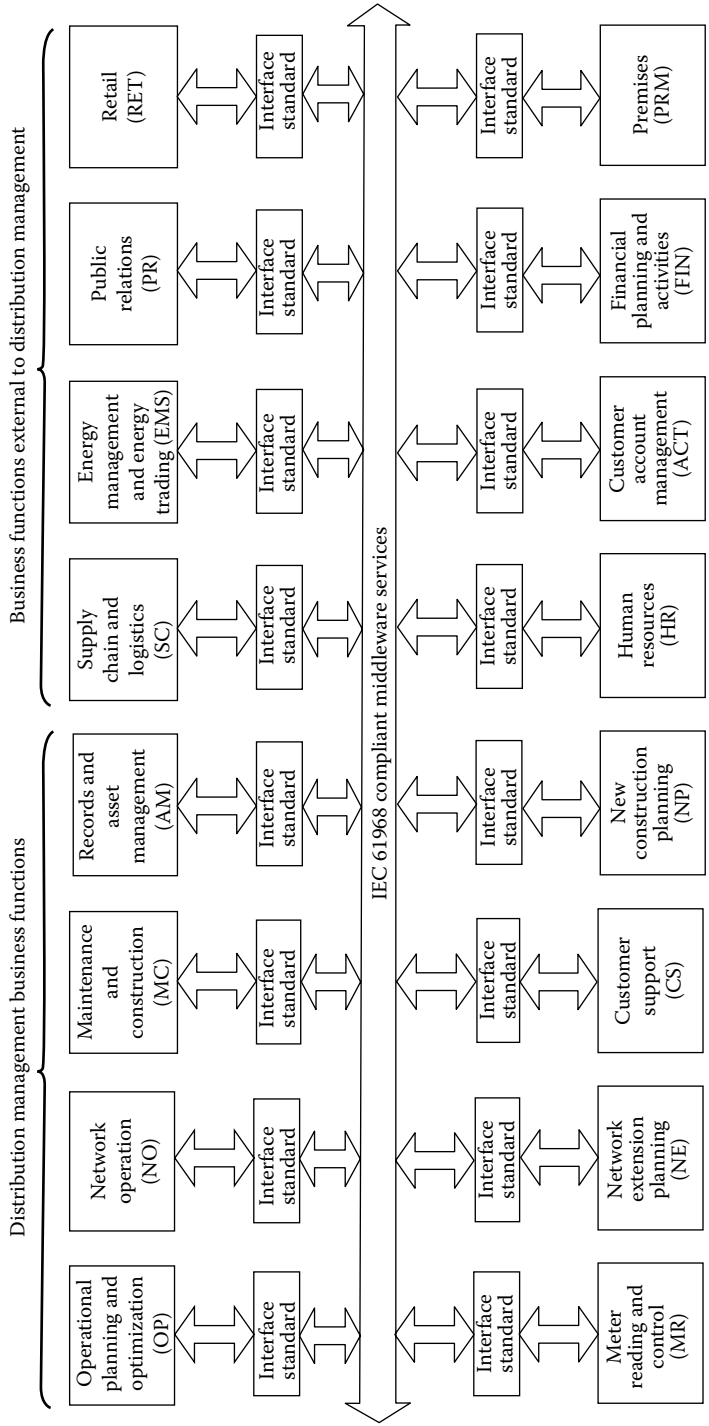 Distribution management business functions
Business functions external to distribution management
Operational
planning and
optimization
(OP)
Network
operation
(NO)
Maintenance
and
construction
(MC)
Records and
asset
management
(AM)
Supply
chain and
logistics
(SC)
Energy
management
and energy
trading (EMS)
Public
relations
(PR)
Retail
(RET)
Interface
standard
Interface
standard
Interface
standard
Interface
standard
Interface
standard
Interface
standard
Interface
standard
Interface
standard
IEC 61968 compliant middleware services
Interface
standard
Interface
standard
Interface
standard
Interface
standard
Interface
standard
Interface
standard
Interface
standard
Interface
standard
Meter
reading and
control
(MR)
Network
extension
planning
(NE)
Customer
support
(CS)
New
construction
planning
(NP)
Human
resources
(HR)
Customer
account
management
(ACT)
Financial
planning and
activities
(FIN)
Premises
(PRM)